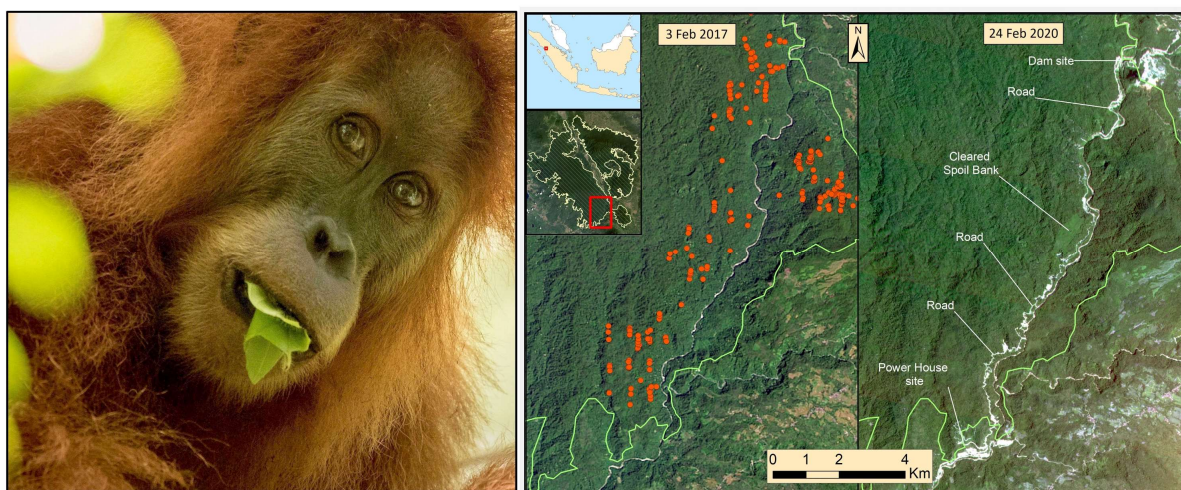 3 Feb 2017
N
24 Feb 2020
Dam site
Road
Cleared
Spoil Bank
Road
Road
Power House
site
0 1 2 4
Km